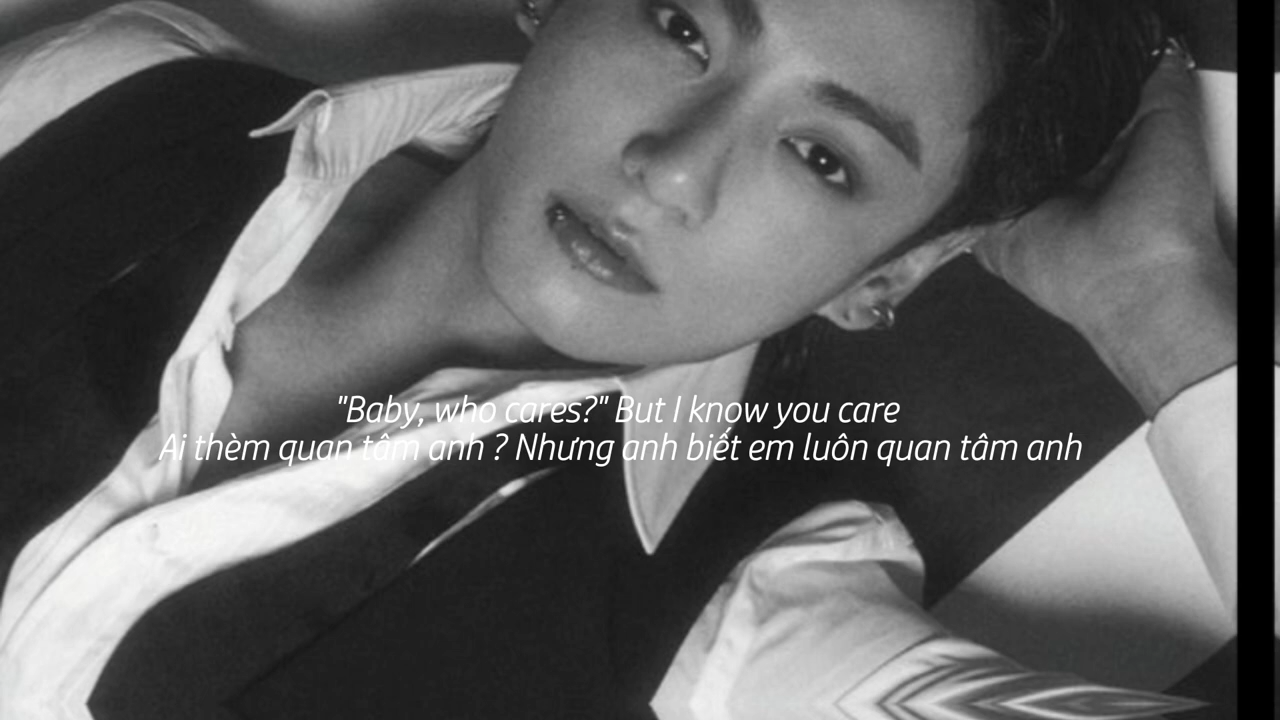 "Baby, who cares?" But I know you care
Ai thèm quan tâm anh ? Nhưng anh biết em luôn quan tâm anh